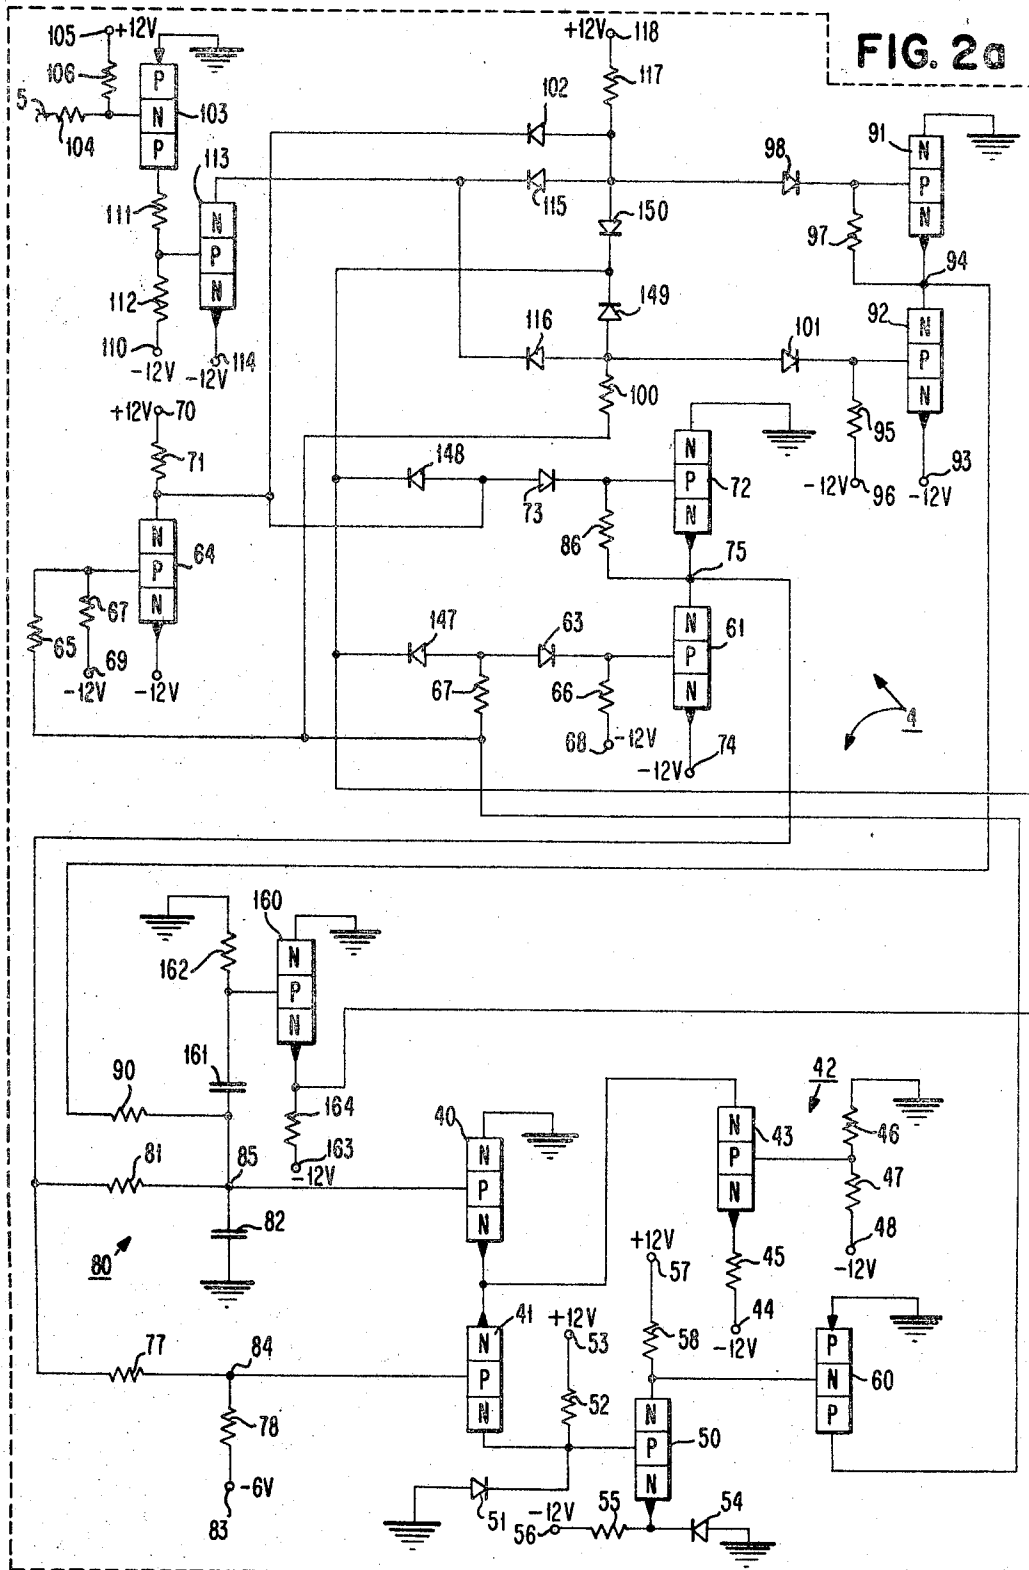 FIG. 2a
105 +12V
+12V 118
106
P
117
5
N
103
102
91
104
P
113
98
N
115
P
111
N
150
97
N
P
94
112
N
149
92
116
101
N
110
114
P
-12V
-12V
100
N
+12V 70
95
71
148
N
93
72
-12V 96
-12V
P
73
N
N
86
75
64
P
67
N
147
63
N
61
65
69
P
-12V
-12V
67
66
N
4
68 -12V
74
-12V
160
N
162
P
N
161
42
90
164
40
N
43
46
163
N
P
81
85
-12V
P
N
47
82
N
+12V
45
48
57
-12V
80
41
+12V
44
N
53
58
-12V
P
77
84
P
N
60
52
N
P
78
N
50
P
-6V
51
-12V
55
N
54
83
56